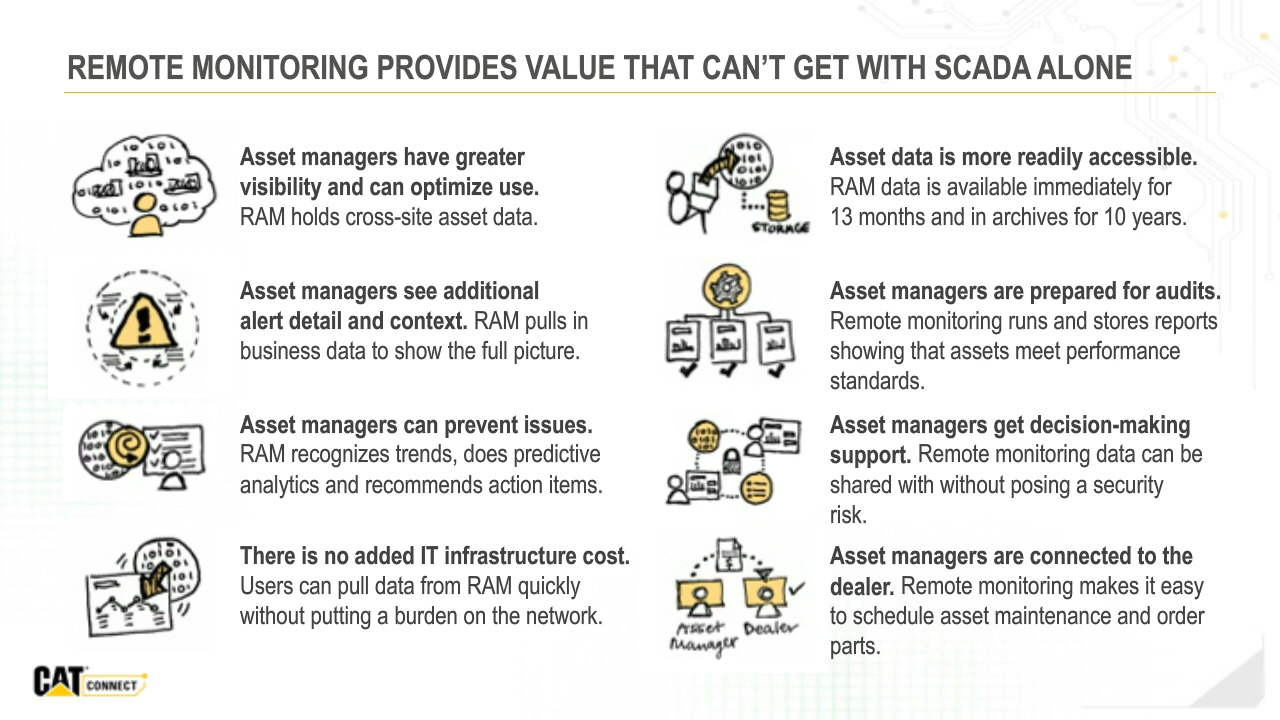 REMOTE MONITORING PROVIDES VALUE THAT CAN'T GET WITH SCADA ALONE
Asset managers have greater
visibility and can optimize use.
RAM holds cross-site asset data.
Asset managers see additional
alert detail and context. RAM pulls in
business data to show the full picture.
Asset managers can prevent issues.
RAM recognizes trends, does predictive
analytics and recommends action items.
There is no added IT infrastructure cost.
Users can pull data from RAM quickly
without putting a burden on the network.
STORAGE
Asset data is more readily accessible.
RAM data is available immediately for
13 months and in archives for 10 years.
Asset managers are prepared for audits.
Remote monitoring runs and stores reports
showing that assets meet performance
standards.
Asset managers get decision-making
support. Remote monitoring data can be
shared with without posing a security
risk.
Asset Manager
Dealer
Asset managers are connected to the
dealer. Remote monitoring makes it easy
to schedule asset maintenance and order
parts.
CAT CONNECT